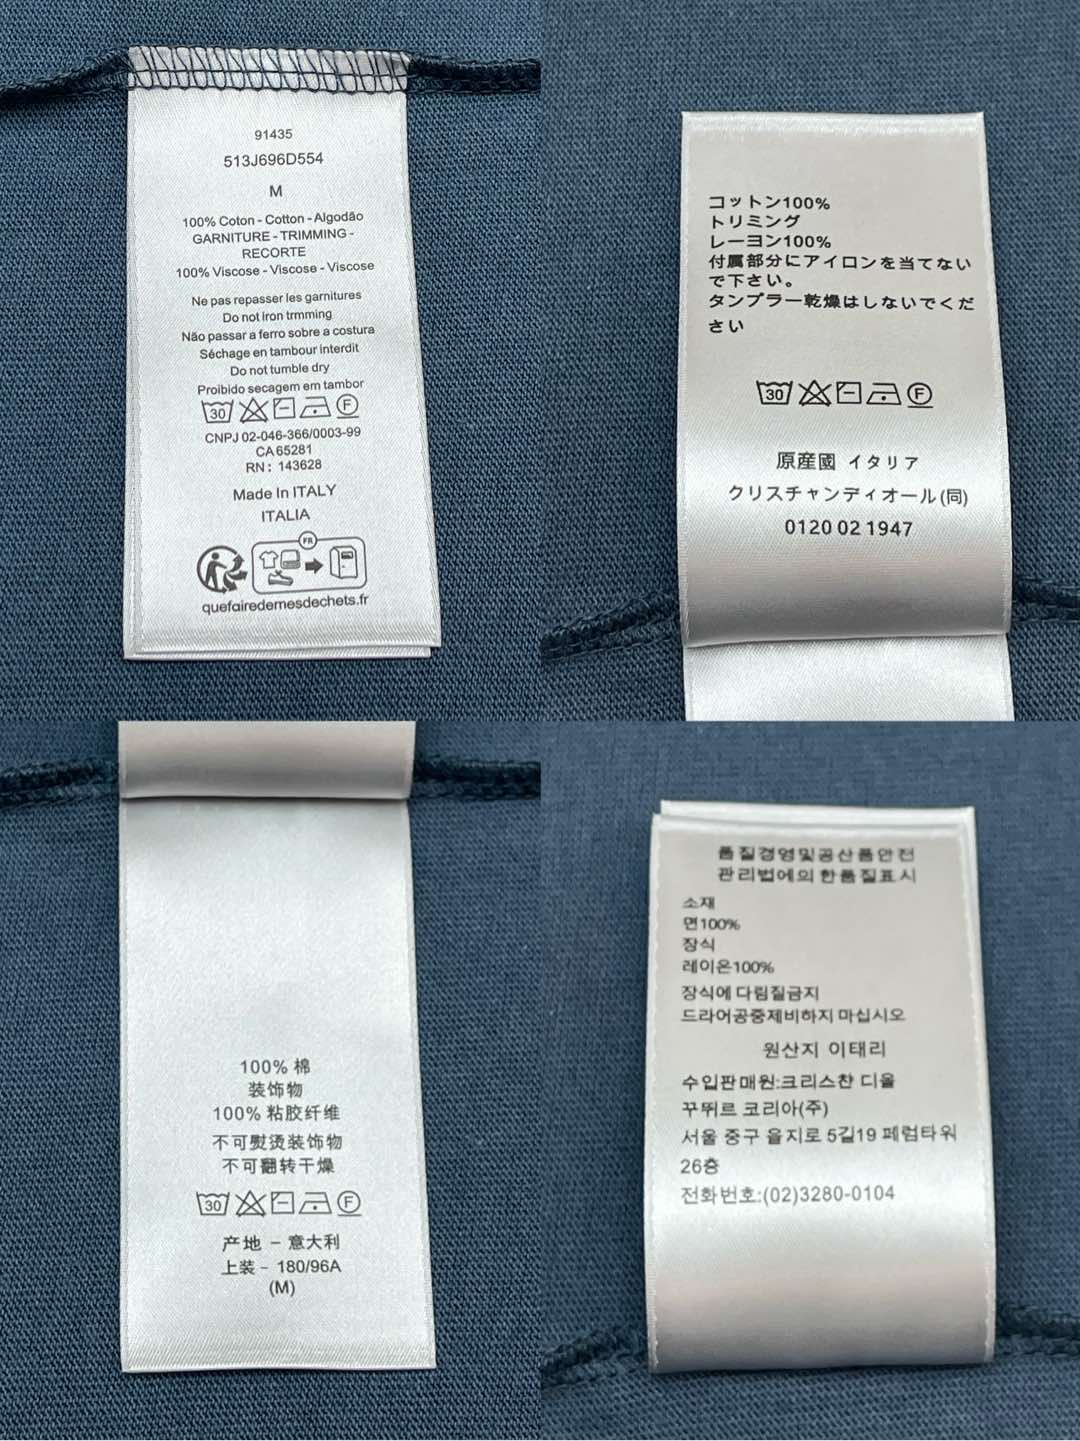 91435
513J696D554
M
100% Coton - Cotton - Algodão
GARNITURE - TRIMMING -
RECORTE
100% Viscose - Viscose - Viscose
Ne pas repasser les garnitures
Do not iron trmming
Não passar a ferro sobre a costura
Séchage en tambour interdit
Do not tumble dry
Proibido secagem em tambor
30 F
CNPJ 02-046-366/0003-99
CA 65281
RN : 143628
Made In ITALY
ITALIA
FR
quefairedemesdechets.fr
コットン100%
トリミング
レーヨン100%
付属部分にアイロンを当てない
で下さい。
タンブラー乾燥はしないでくだ
さい
30 F
原産國 イタリア
クリスチャンディオール(同)
0120 02 1947
100% 棉
装饰物
100% 粘胶纤维
不可熨烫装饰物
不可翻转干燥
30 F
产地 - 意大利
上装 - 180/96A
(M)
품질경영및공산품안전
관리법에의한품질표시
소재
면100%
장식
레이온100%
장식에 다림질금지
드라어공중제비하지 마십시오
원산지 이태리
수입판매원:크리스챤 디올
꾸뛰르 코리아(주)
서울 중구 을지로 5길19 페럼타워
26층
전화번호:(02)3280-0104